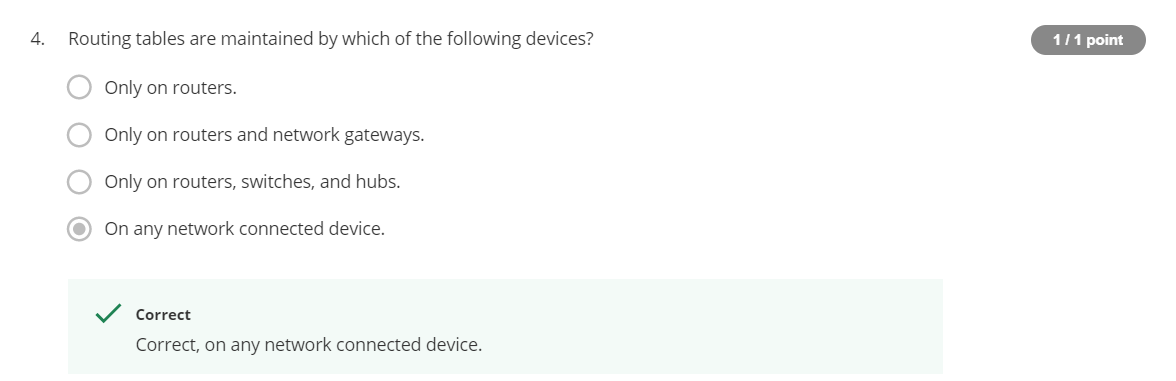 4. Routing tables are maintained by which of the following devices?
1 / 1 point
Only on routers.
Only on routers and network gateways.
Only on routers, switches, and hubs.
On any network connected device.
Correct
Correct, on any network connected device.